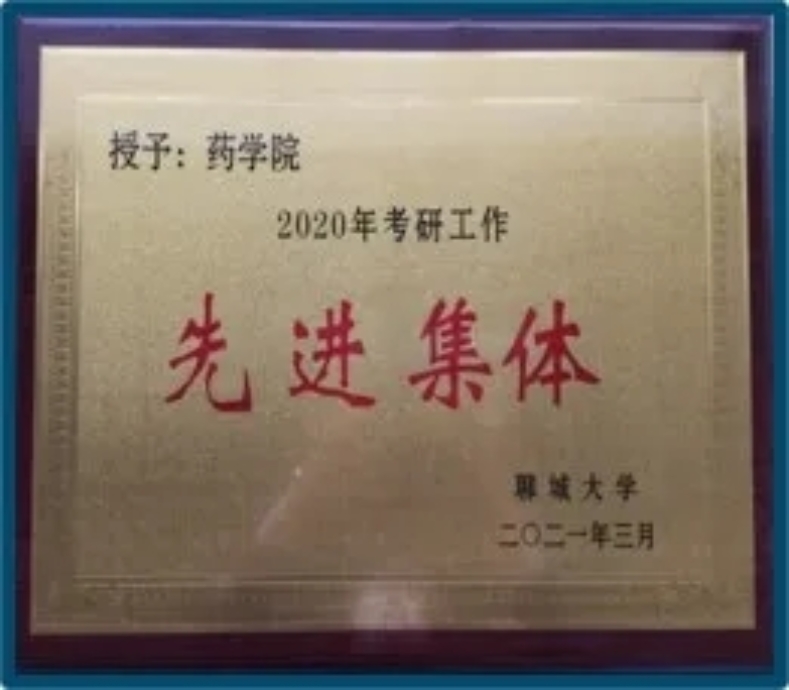 授予：药学院
2020年考研工作
先进集体
聊城大学
二〇二一年三月